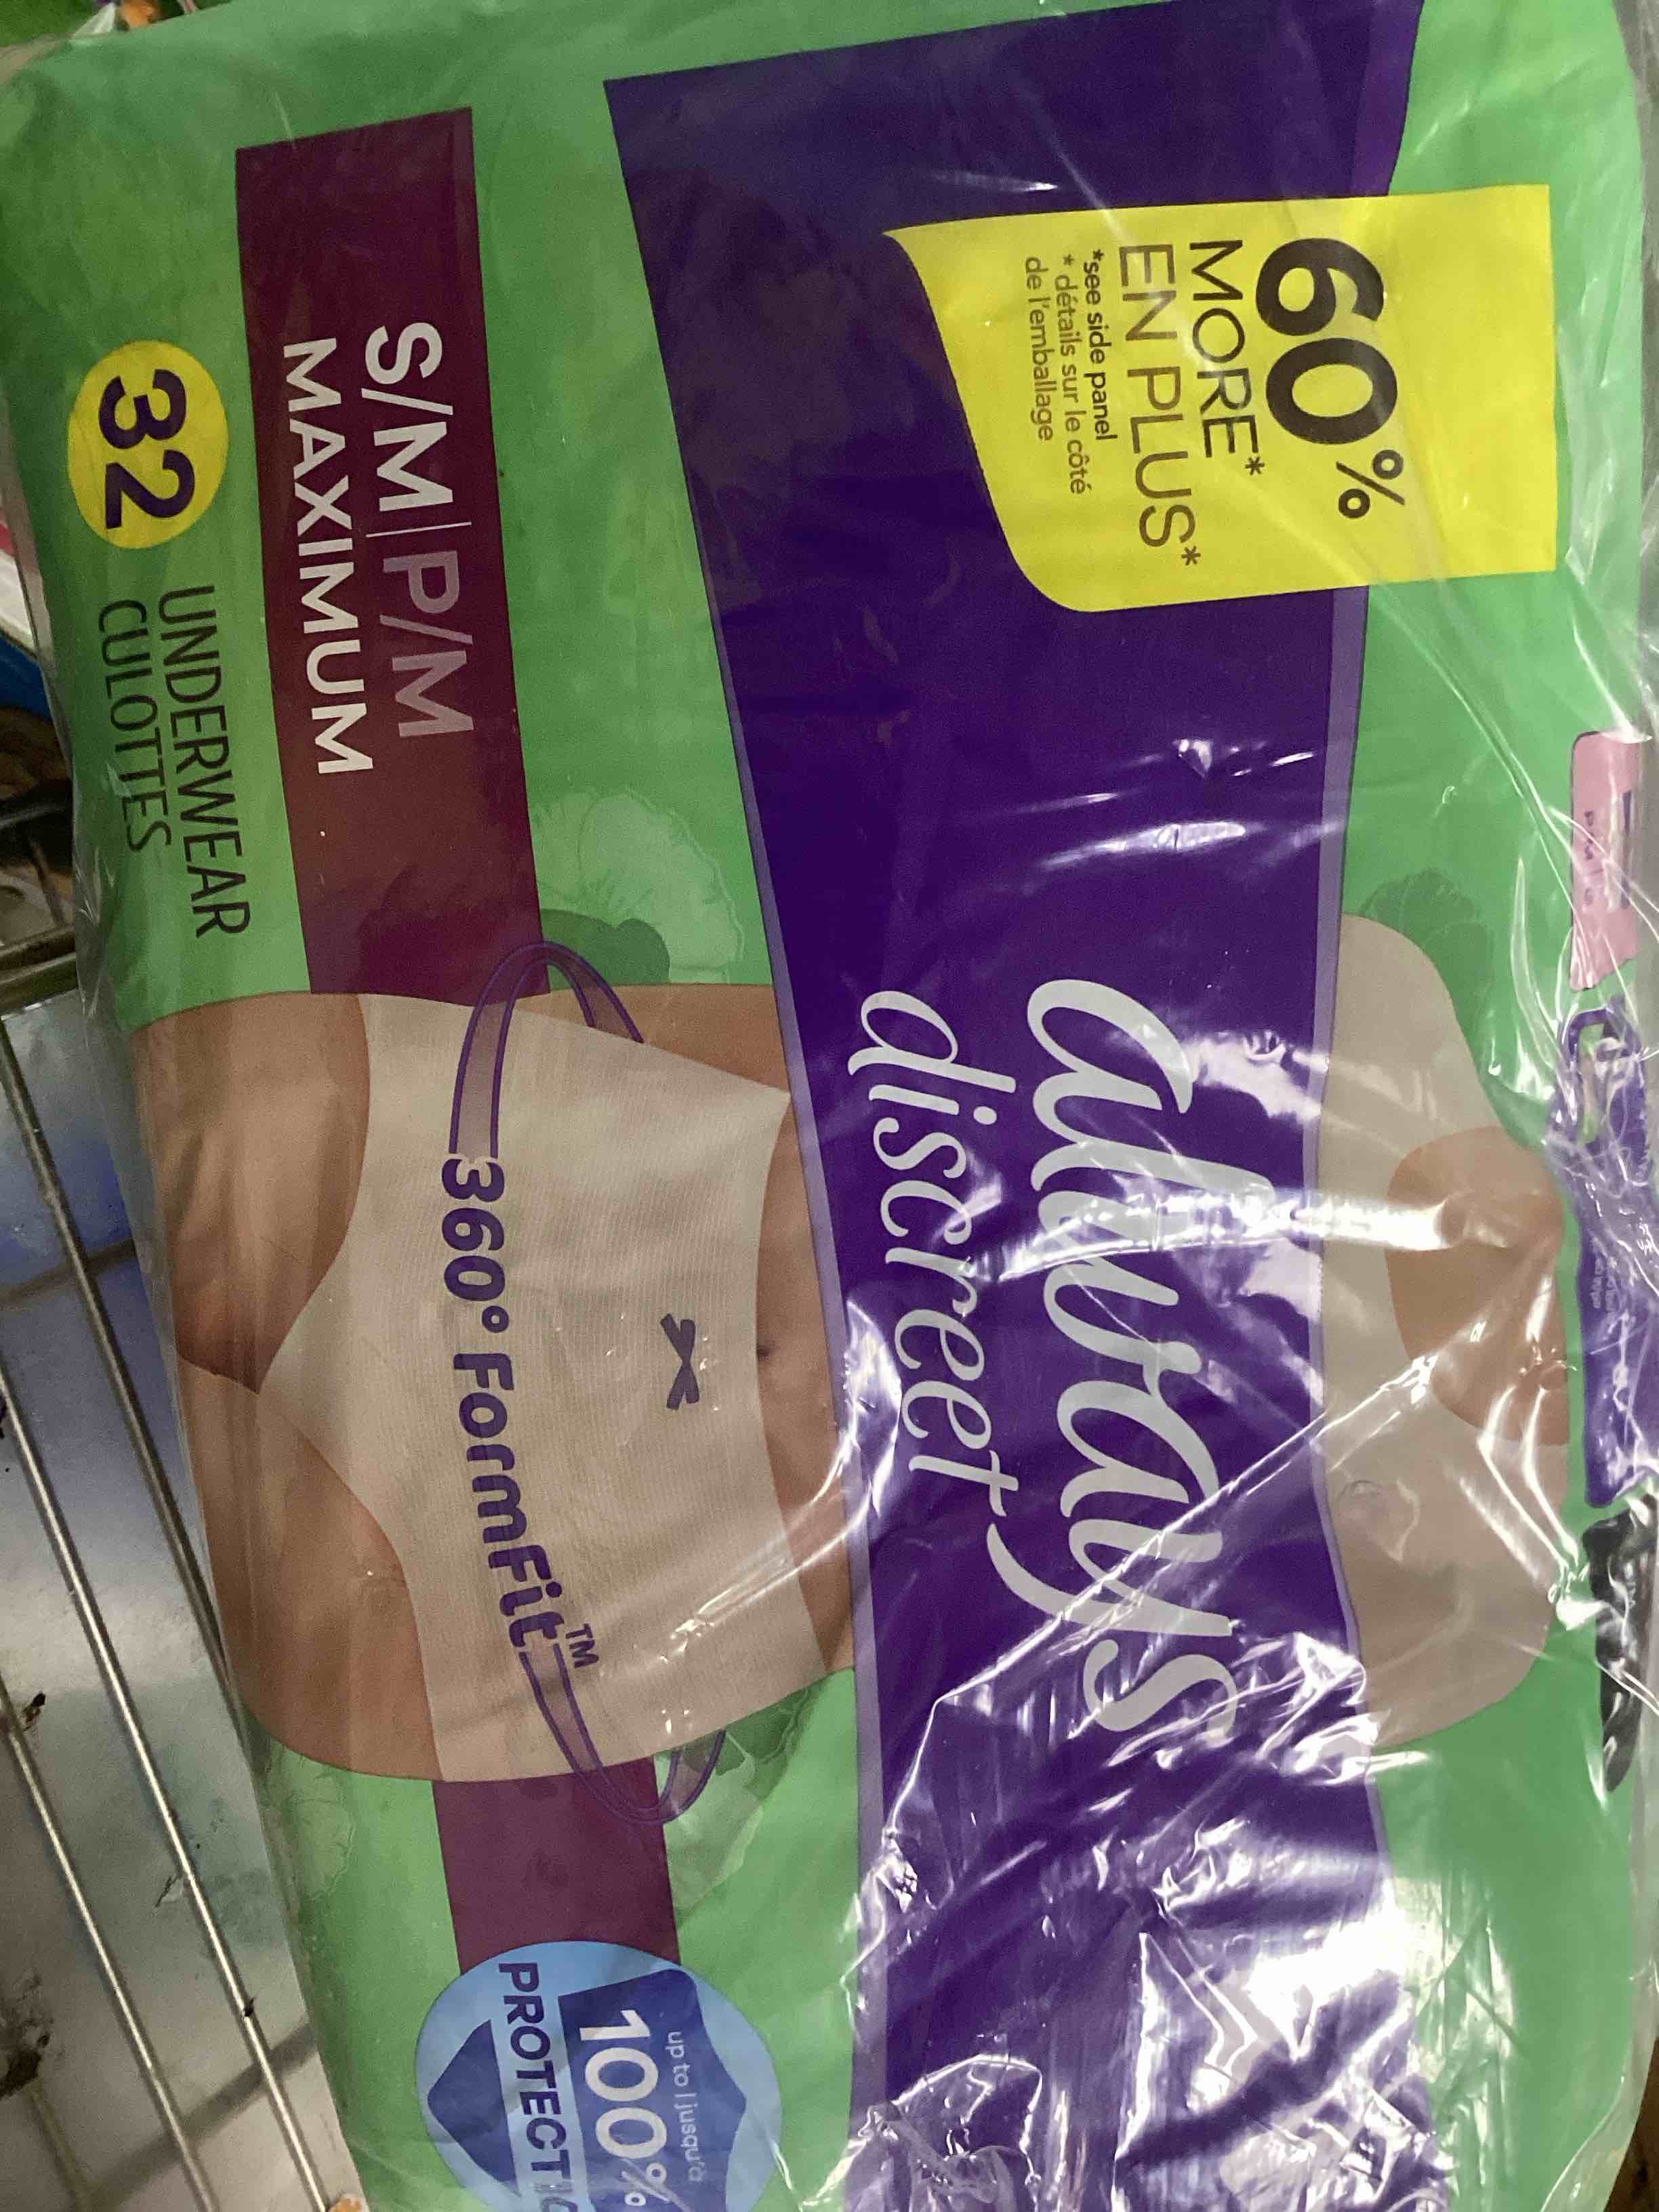 60%
MORE*
EN PLUS*
*see side panel
* détails sur le côté
de l'emballage
always
discreet
S/M | P/M
MAXIMUM
360° FormFit™
32
UNDERWEAR
CULOTTES
up to | jusqu'à
100%